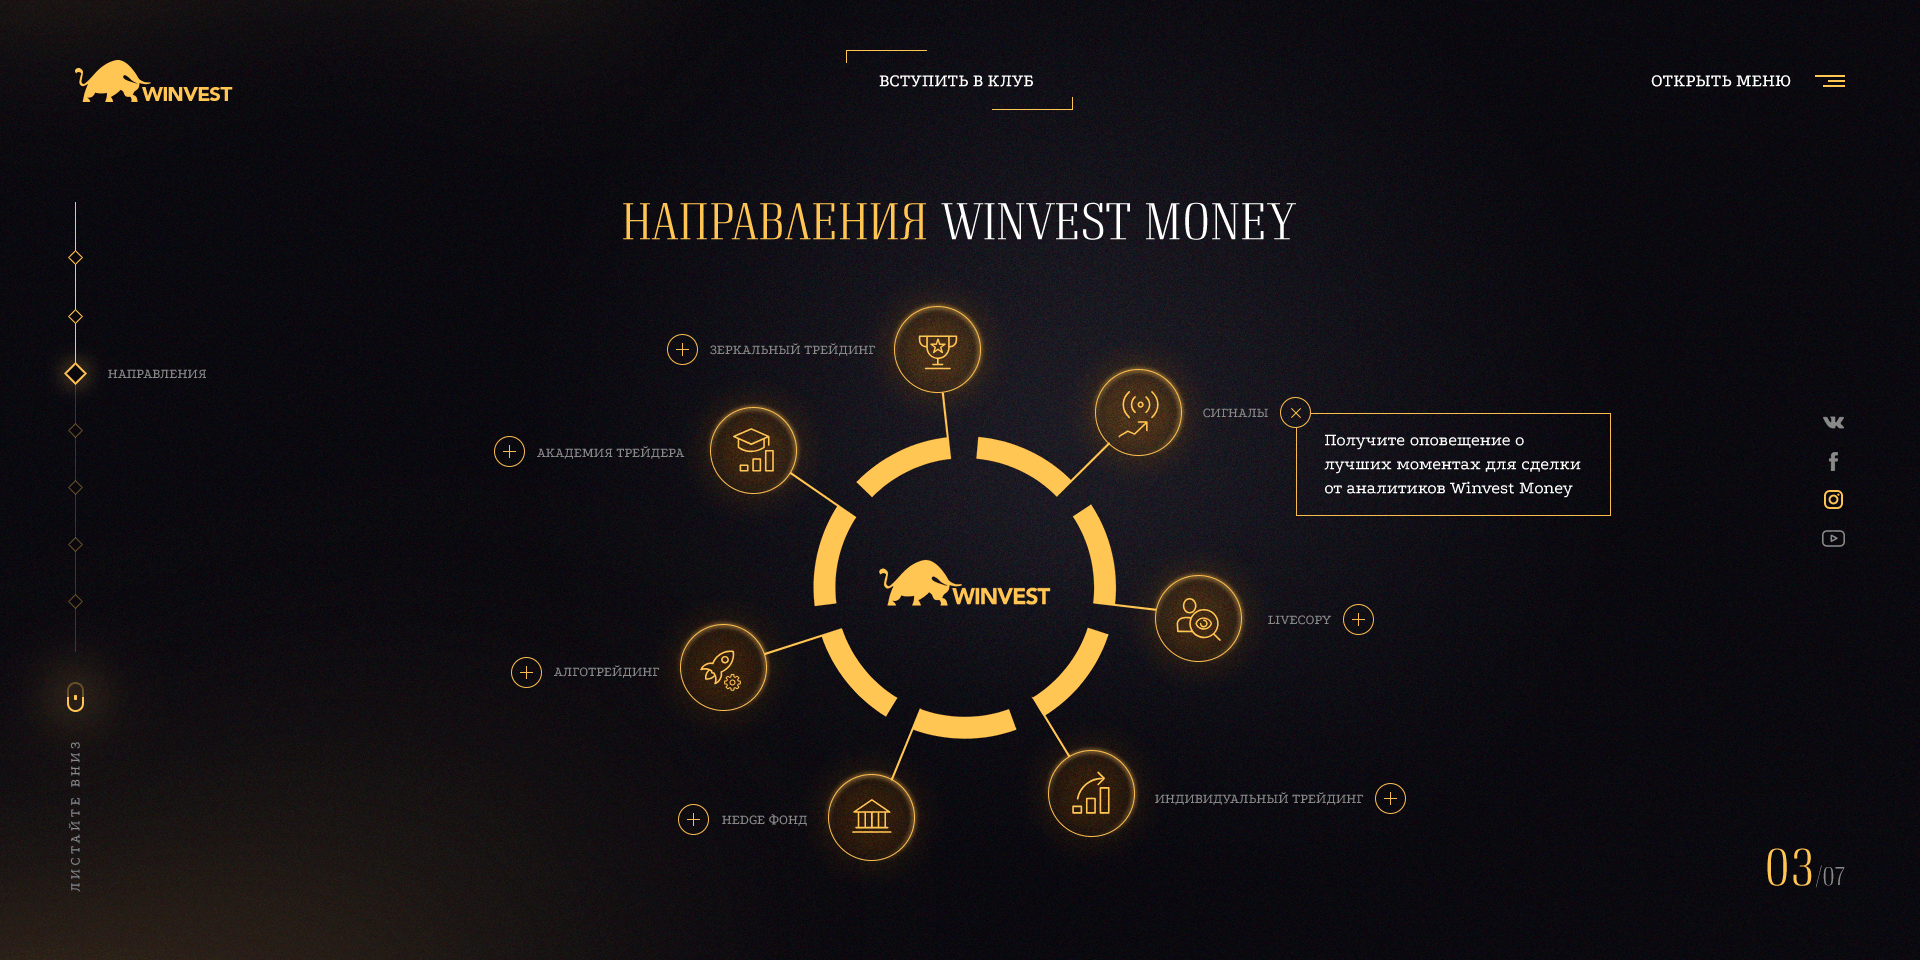 WINVEST
ВСТУПИТЬ В КЛУБ
ОТКРЫТЬ МЕНЮ
НАПРАВЛЕНИЯ WINVEST MONEY
ЗЕРКАЛЬНЫЙ ТРЕЙДИНГ
НАПРАВЛЕНИЯ
СИГНАЛЫ
Получите оповещение о
лучших моментах для сделки
от аналитиков Winvest Money
АКАДЕМИЯ ТРЕЙДЕРА
WINVEST
LIVECOPY
АЛГОТРЕЙДИНГ
ИНДИВИДУАЛЬНЫЙ ТРЕЙДИНГ
HEDGE ФОНД
ЛИСТАЙТЕ ВНИЗ
03/07